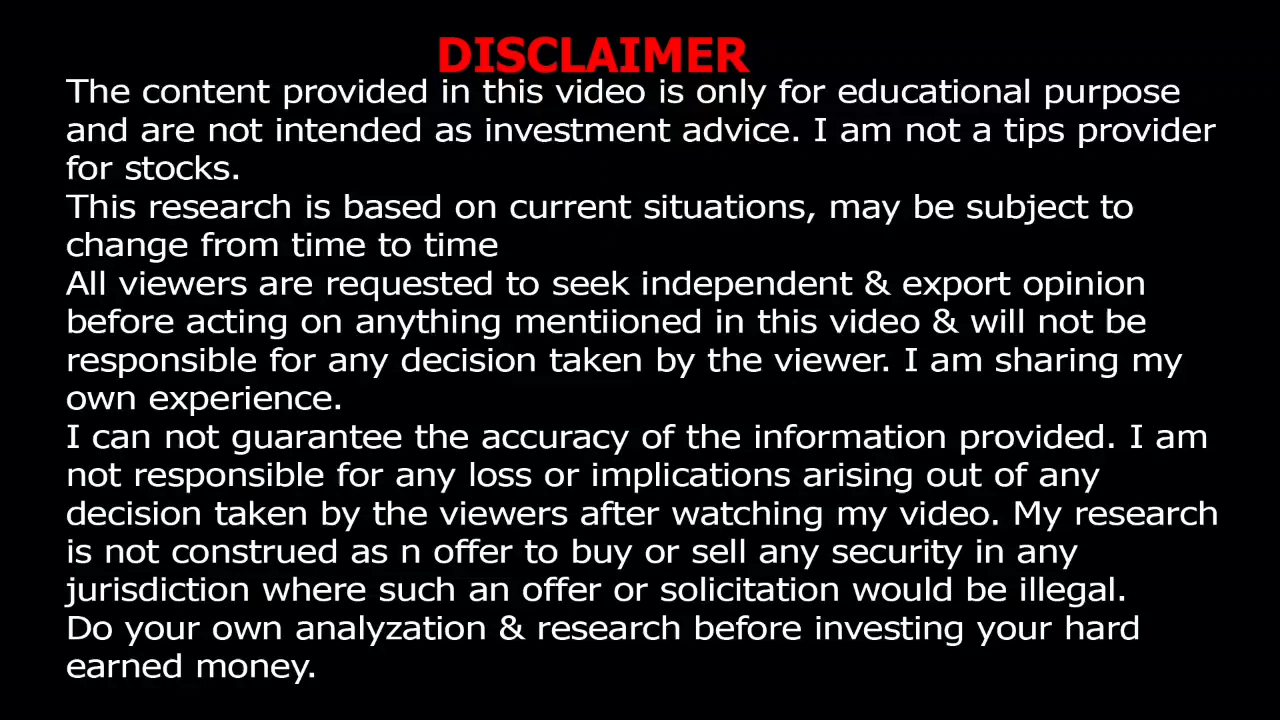 DISCLAIMER
The content provided in this video is only for educational purpose
and are not intended as investment advice. I am not a tips provider
for stocks.
This research is based on current situations, may be subject to
change from time to time
All viewers are requested to seek independent & export opinion
before acting on anything mentiioned in this video & will not be
responsible for any decision taken by the viewer. I am sharing my
own experience.
I can not guarantee the accuracy of the information provided. I am
not responsible for any loss or implications arising out of any
decision taken by the viewers after watching my video. My research
is not construed as n offer to buy or sell any security in any
jurisdiction where such an offer or solicitation would be illegal.
Do your own analyzation & research before investing your hard
earned money.